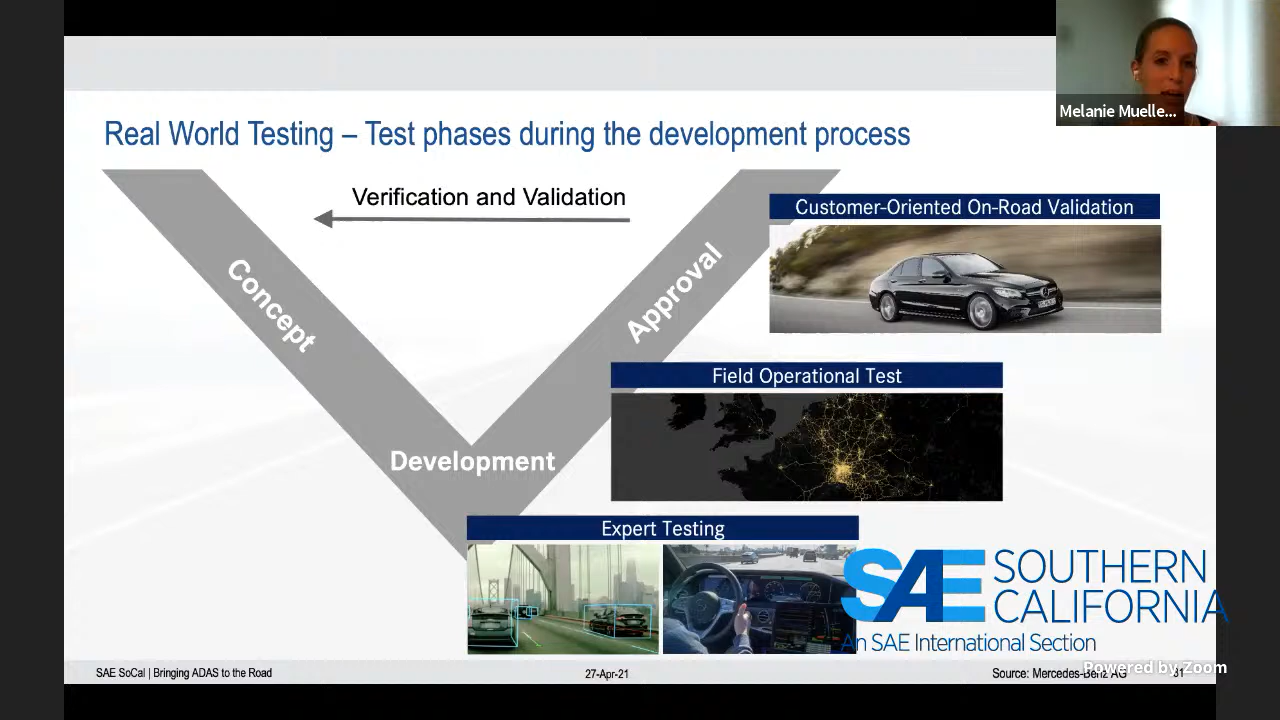 Melanie Muelle...
Real World Testing – Test phases during the development process
Verification and Validation
Customer-Oriented On-Road Validation
Concept
Approval
Field Operational Test
Development
Expert Testing
SAE SOUTHERN
CALIFORNIA
An SAE International Section
Powered by Zoom
SAE SoCal | Bringing ADAS to the Road
27-Apr-21
Source: Mercedes-Benz AG
31